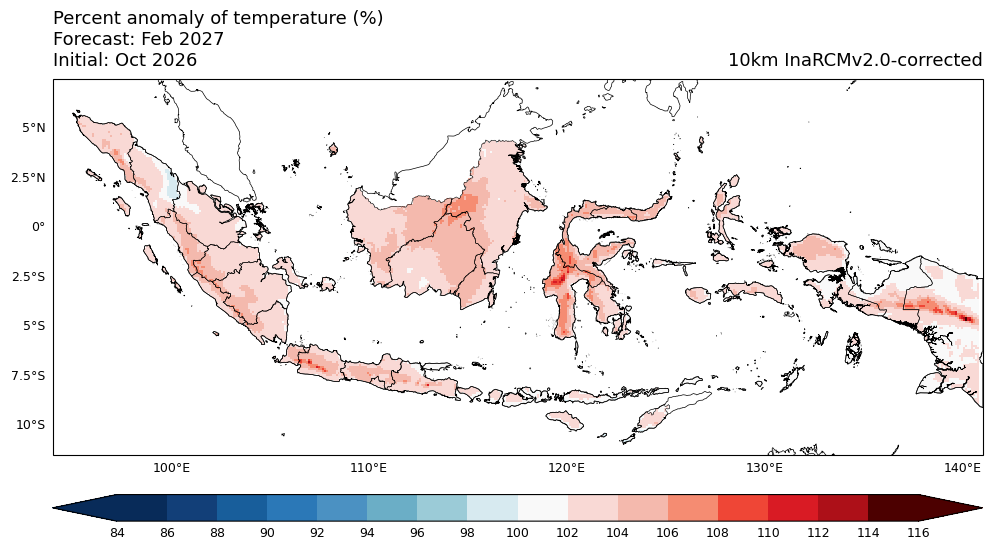 Percent anomaly of temperature (%)
Forecast: Feb 2027
Initial: Oct 2026
10km InaRCMv2.0-corrected
5°N
2.5°N
0°
2.5°S
5°S
7.5°S
10°S
100°E 110°E 120°E 130°E 140°E
84 86 88 90 92 94 96 98 100 102 104 106 108 110 112 114 116